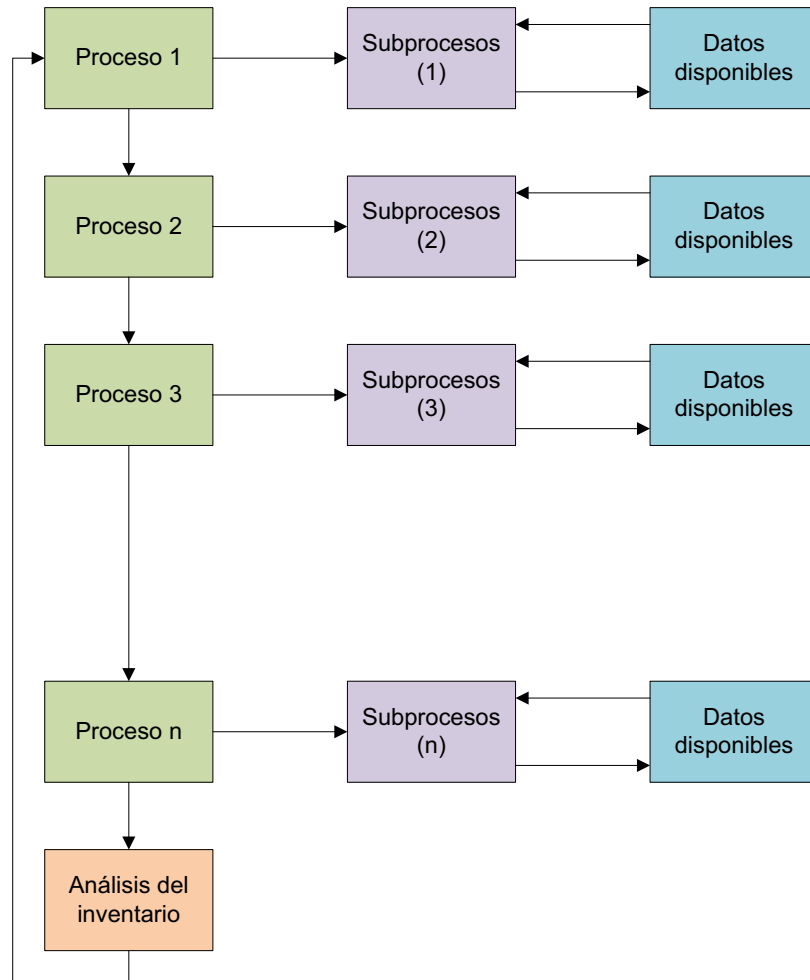 Proceso 1
Subprocesos
(1)
Datos
disponibles
Proceso 2
Subprocesos
(2)
Datos
disponibles
Proceso 3
Subprocesos
(3)
Datos
disponibles
Proceso n
Subprocesos
(n)
Datos
disponibles
Análisis del
inventario